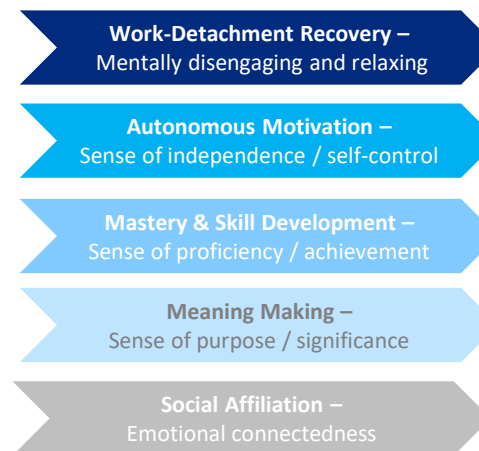 Work-Detachment Recovery –
Mentally disengaging and relaxing
Autonomous Motivation –
Sense of independence / self-control
Mastery & Skill Development –
Sense of proficiency / achievement
Meaning Making –
Sense of purpose / significance
Social Affiliation –
Emotional connectedness